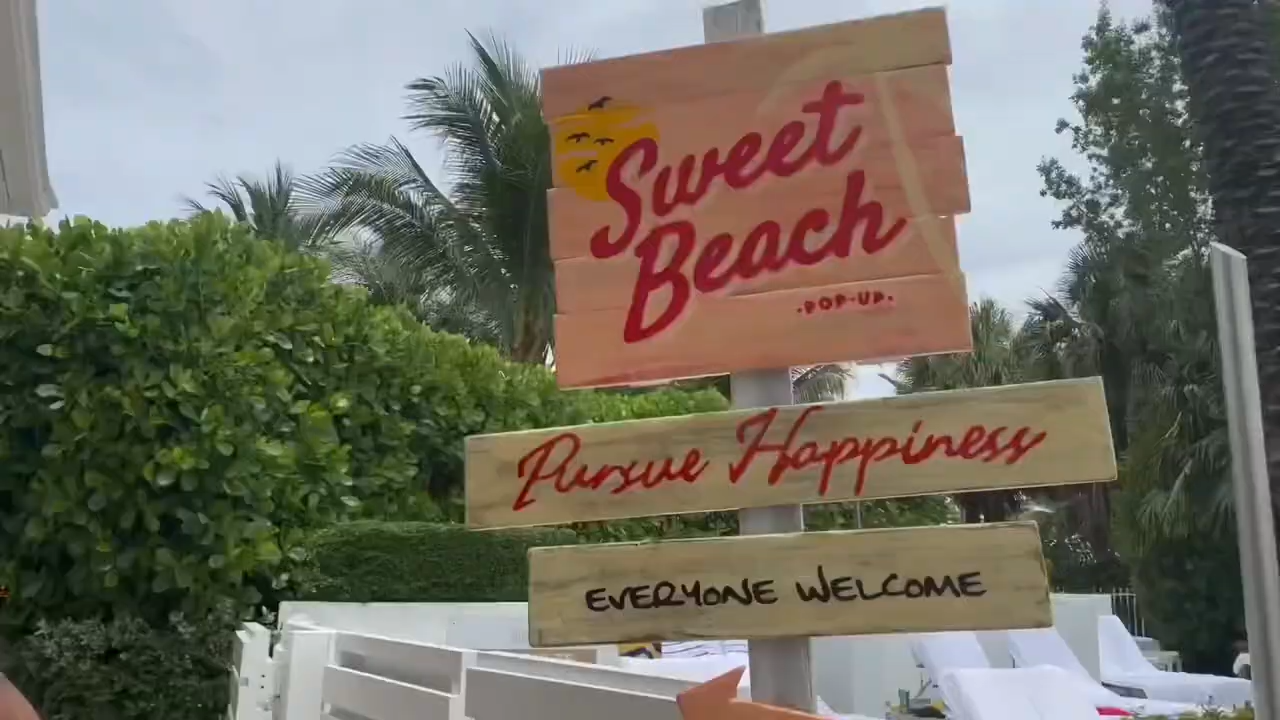 Sweet
Beach
·POP-UP·
Pursue Happiness
EVERYONE WELCOME